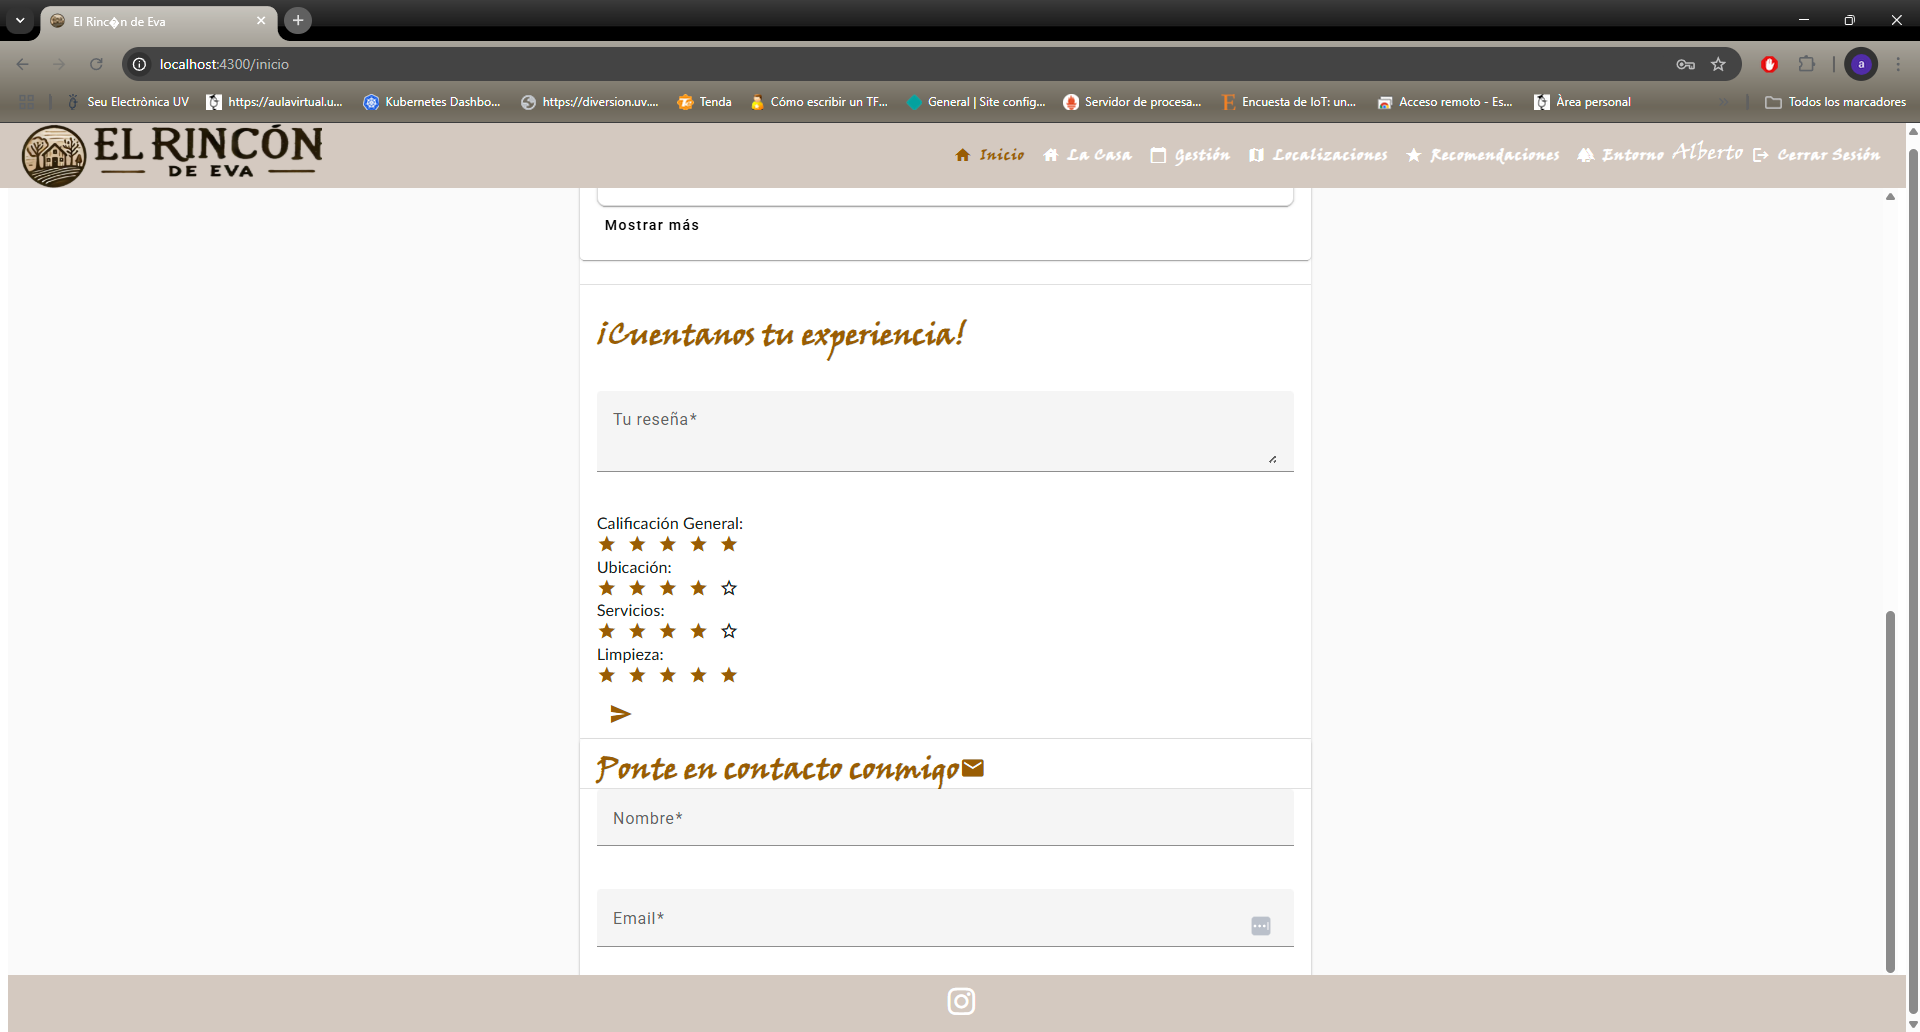 El Rinc�n de Eva
localhost:4300/inicio
Seu Electrònica UV
https://aulavirtual.u...
Kubernetes Dashbo...
https://diversion.uv....
Tenda
Cómo escribir un TF...
General | Site config...
Servidor de procesa...
Encuesta de IoT: un...
Acceso remoto - Es...
Àrea personal
Todos los marcadores
a
EL RINCÓN
DE EVA
Inicio
La Casa
Gestión
Localizaciones
Recomendaciones
Entorno
Alberto
Cerrar Sesión
Mostrar más
¡Cuentanos tu experiencia!
Tu reseña*
Calificación General:
Ubicación:
Servicios:
Limpieza:
Ponte en contacto conmigo
Nombre*
Email*